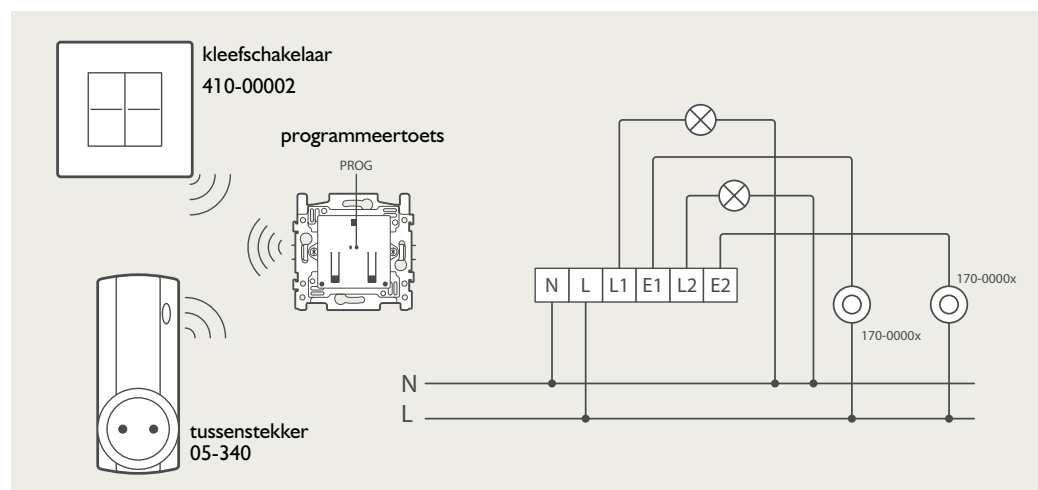 kleefschakelaar
410-00002
programmeertoets
PROG
N L L1 E1 L2 E2
170-0000x
170-0000x
N
L
tussenstekker
05-340